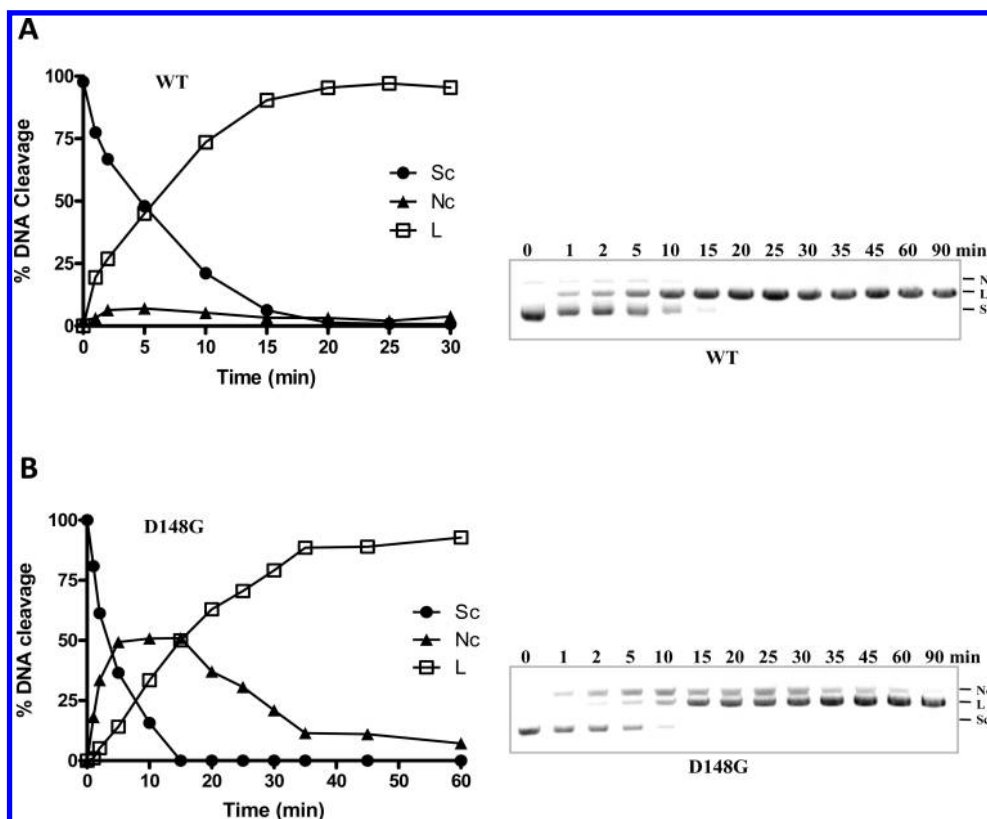 A
WT
% DNA Cleavage
100
75
50
25
0
0 5 10 15 20 25 30
Time (min)
Sc
Nc
L
0 1 2 5 10 15 20 25 30 35 45 60 90 min
N
L
S
WT
B
D148G
% DNA cleavage
100
75
50
25
0
0 10 20 30 40 50 60
Time (min)
Sc
Nc
L
0 1 2 5 10 15 20 25 30 35 45 60 90 min
Nc
L
Sc
D148G